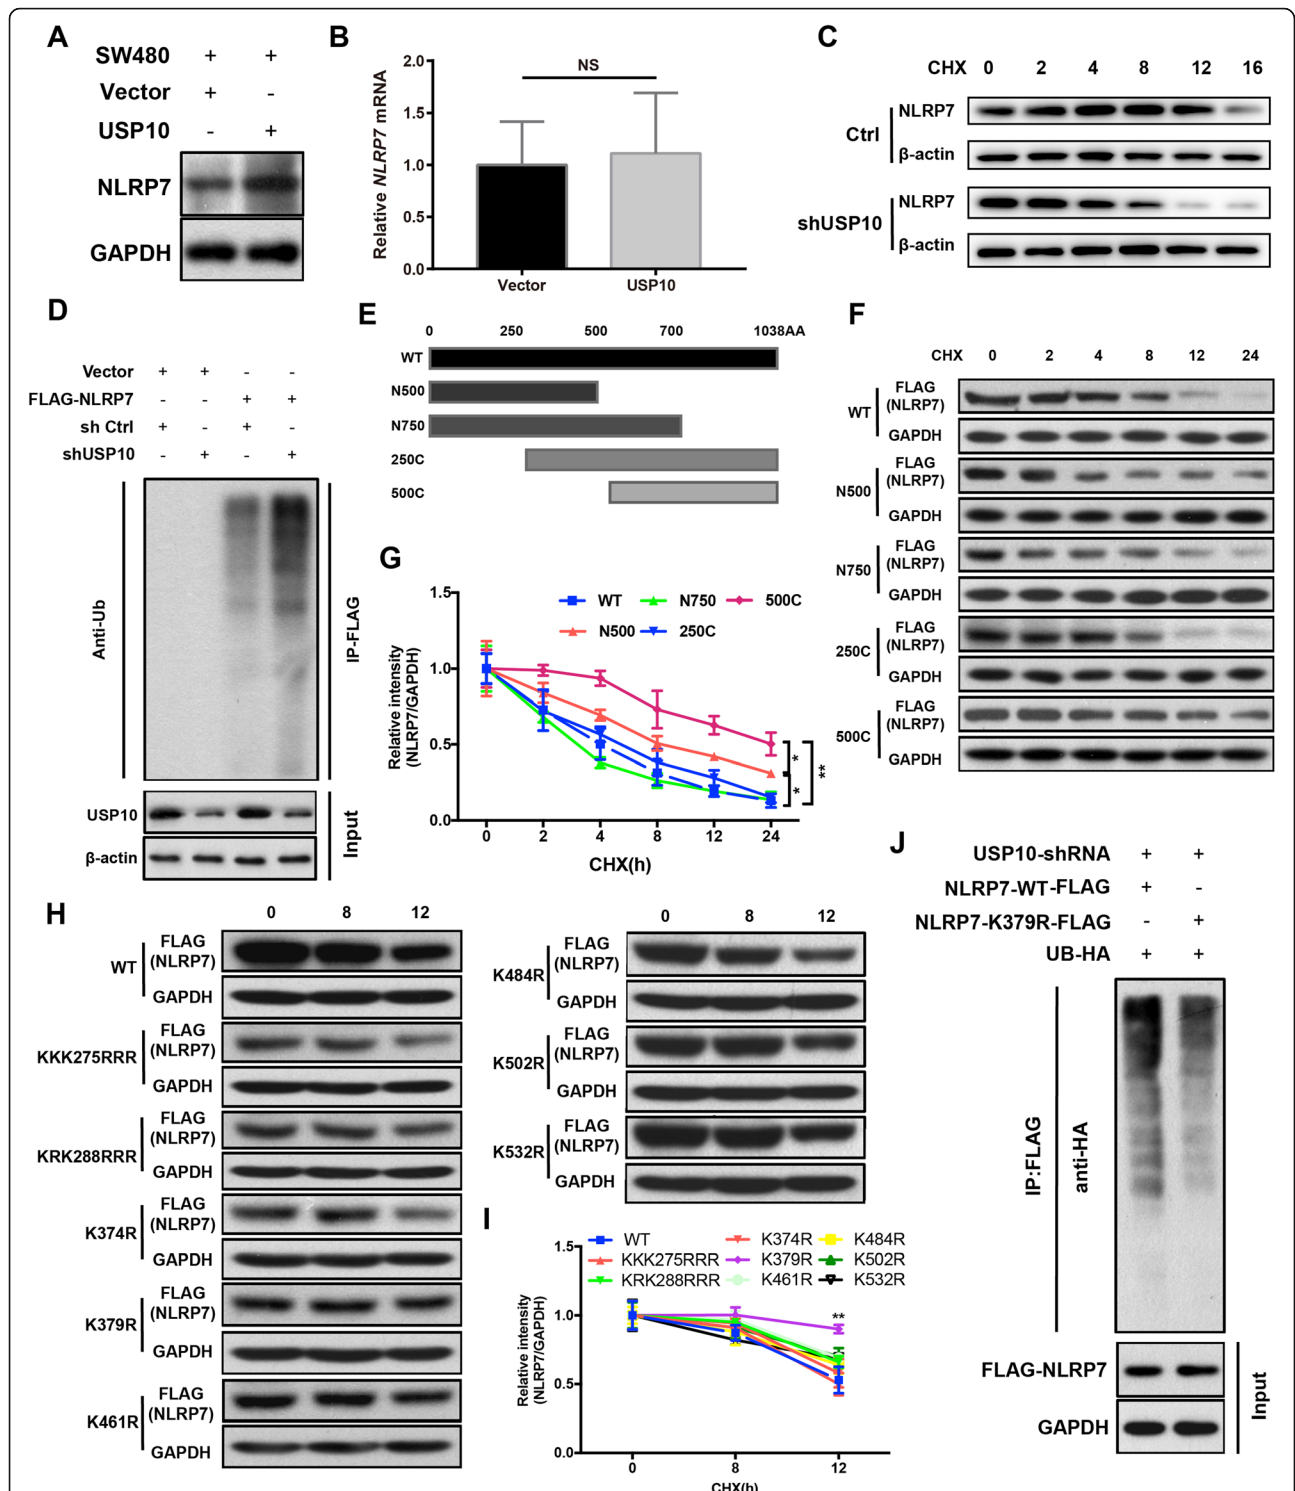 A
SW480 + +
Vector + -
USP10 - +
NLRP7
GAPDH
B
Relative NLRP7 mRNA
2.0
1.5
1.0
0.5
0.0
NS
Vector USP10
C
CHX 0 2 4 8 12 16
Ctrl
NLRP7
β-actin
shUSP10
NLRP7
β-actin
D
Vector + + - -
FLAG-NLRP7 - - + +
sh Ctrl + - + -
shUSP10 - + - +
Anti-Ub
IP-FLAG
USP10
β-actin
Input
E
0 250 500 700 1038AA
WT
N500
N750
250C
500C
F
CHX 0 2 4 8 12 24
WT
FLAG
(NLRP7)
GAPDH
N500
FLAG
(NLRP7)
GAPDH
N750
FLAG
(NLRP7)
GAPDH
250C
FLAG
(NLRP7)
GAPDH
500C
FLAG
(NLRP7)
GAPDH
G
Relative intensity
(NLRP7/GAPDH)
1.5
1.0
0.5
0.0
WT N750 500C
N500 250C
*
*
**
0 2 4 8 12 24
CHX(h)
H
0 8 12
WT
FLAG
(NLRP7)
GAPDH
KKK275RRR
FLAG
(NLRP7)
GAPDH
KRK288RRR
FLAG
(NLRP7)
GAPDH
K374R
FLAG
(NLRP7)
GAPDH
K379R
FLAG
(NLRP7)
GAPDH
K461R
FLAG
(NLRP7)
GAPDH
0 8 12
K484R
FLAG
(NLRP7)
GAPDH
K502R
FLAG
(NLRP7)
GAPDH
K532R
FLAG
(NLRP7)
GAPDH
I
Relative intensity
(NLRP7/GAPDH)
1.5
1.0
0.5
0.0
WT K374R K484R
KKK275RRR K379R K502R
KRK288RRR K461R K532R
**
0 8 12
CHX(h)
J
USP10-shRNA + +
NLRP7-WT-FLAG + -
NLRP7-K379R-FLAG - +
UB-HA + +
IP:FLAG
anti-HA
FLAG-NLRP7
GAPDH
Input